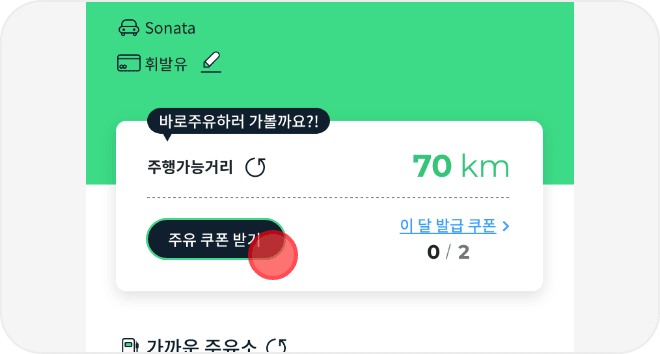 Sonata
휘발유
바로주유하러 가볼까요?!
주행가능거리
70 km
주유 쿠폰 받기
이 달 발급 쿠폰
0 / 2
가까운 주유소